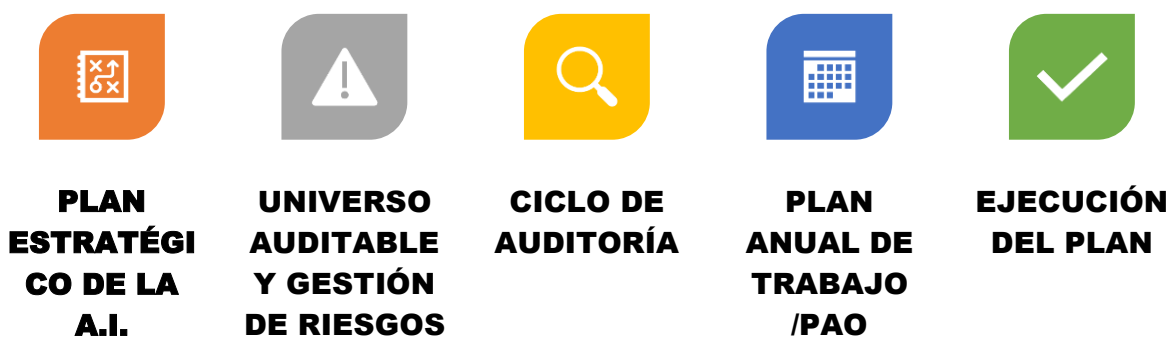 PLAN
ESTRATÉGI
CO DE LA
A.I.
UNIVERSO
AUDITABLE
Y GESTIÓN
DE RIESGOS
CICLO DE
AUDITORÍA
PLAN
ANUAL DE
TRABAJO
/PAO
EJECUCIÓN
DEL PLAN